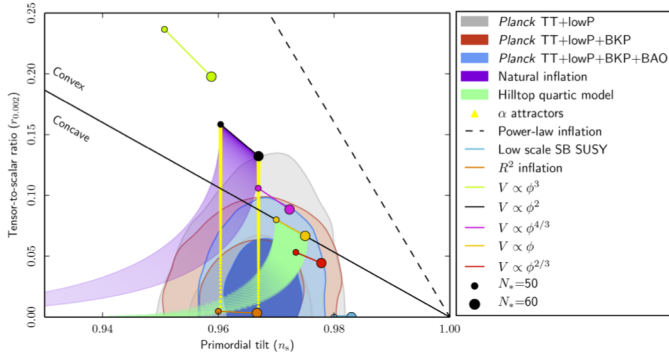 0.25
0.20
0.15
0.10
0.05
0.00
Tensor-to-scalar ratio (r0.002)
Convex
Concave
0.94
0.96
0.98
1.00
Primordial tilt (ns)
Planck TT+lowP
Planck TT+lowP+BKP
Planck TT+lowP+BKP+BAO
Natural inflation
Hilltop quartic model
α attractors
Power-law inflation
Low scale SB SUSY
R² inflation
V ∝ ϕ³
V ∝ ϕ²
V ∝ ϕ^4/3
V ∝ ϕ
V ∝ ϕ^2/3
N*=50
N*=60